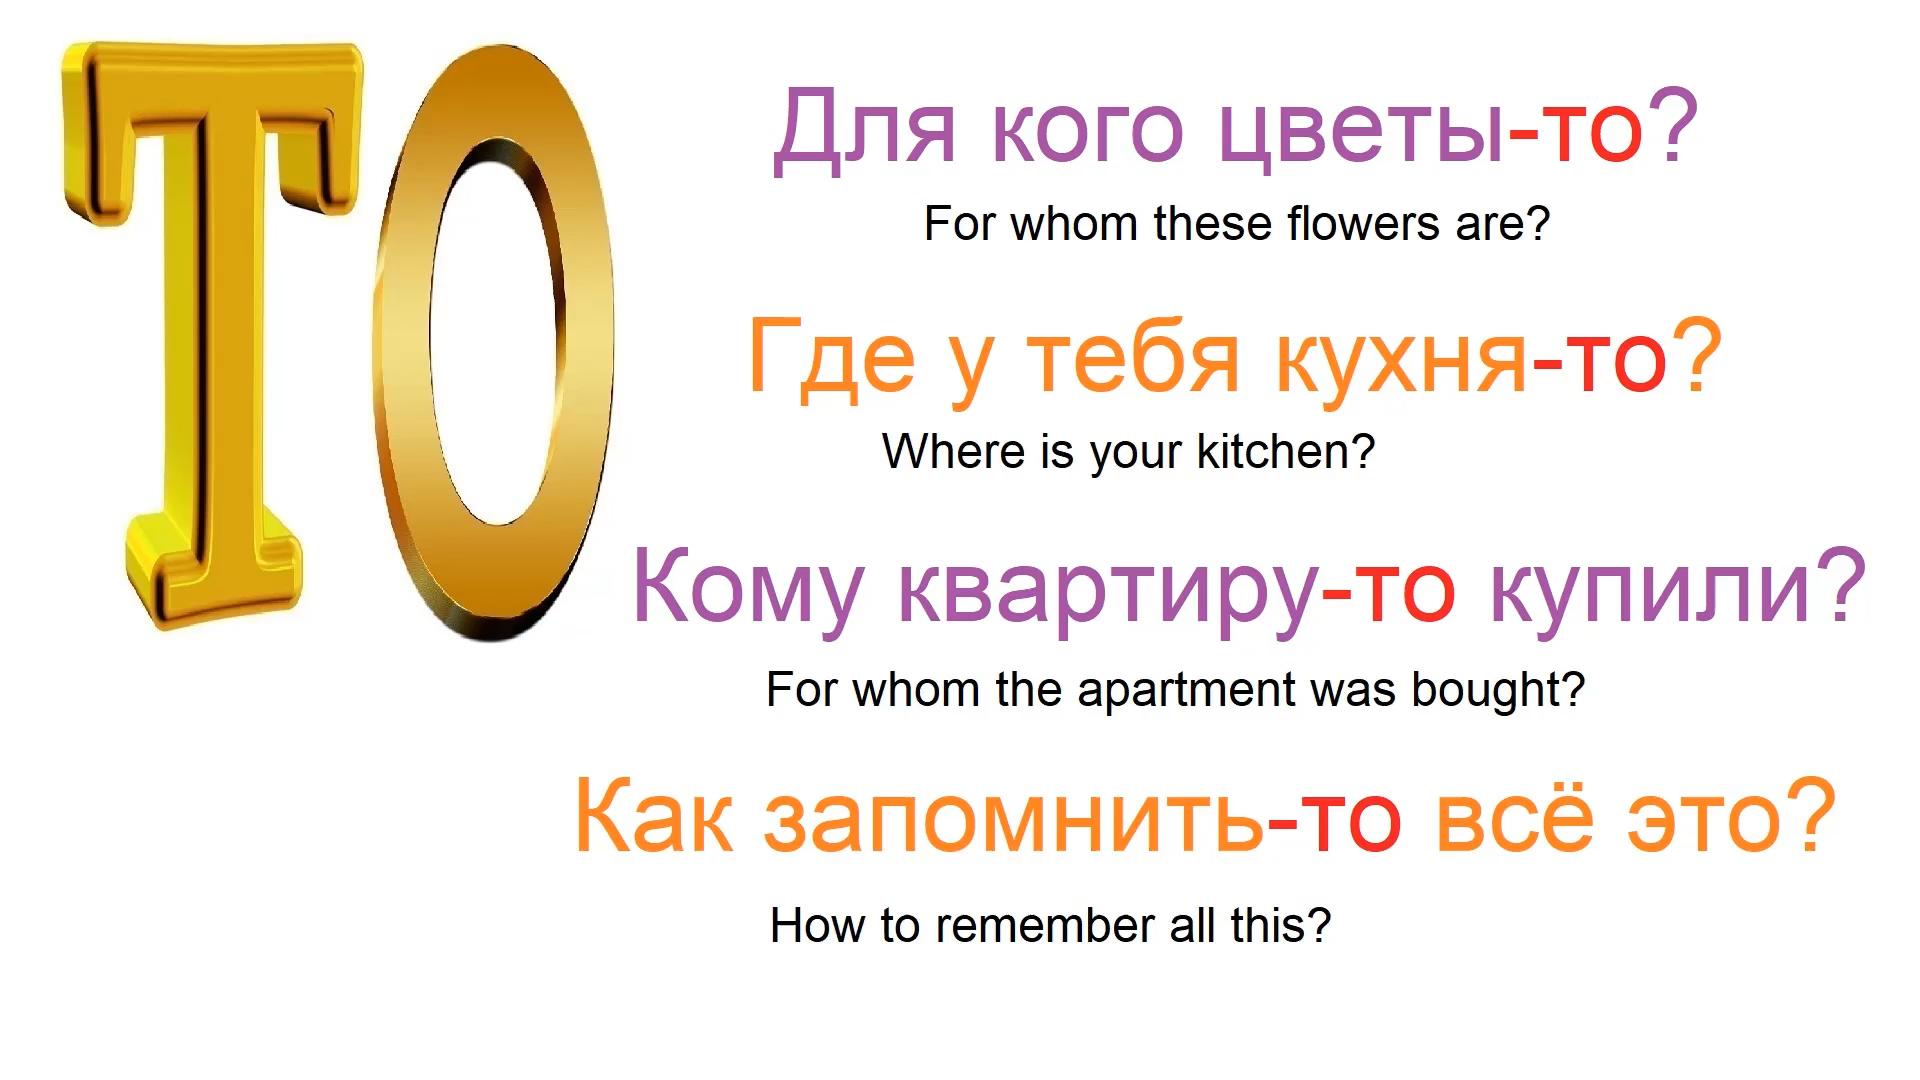 ТО
Для кого цветы-то?
For whom these flowers are?
Где у тебя кухня-то?
Where is your kitchen?
Кому квартиру-то купили?
For whom the apartment was bought?
Как запомнить-то всё это?
How to remember all this?